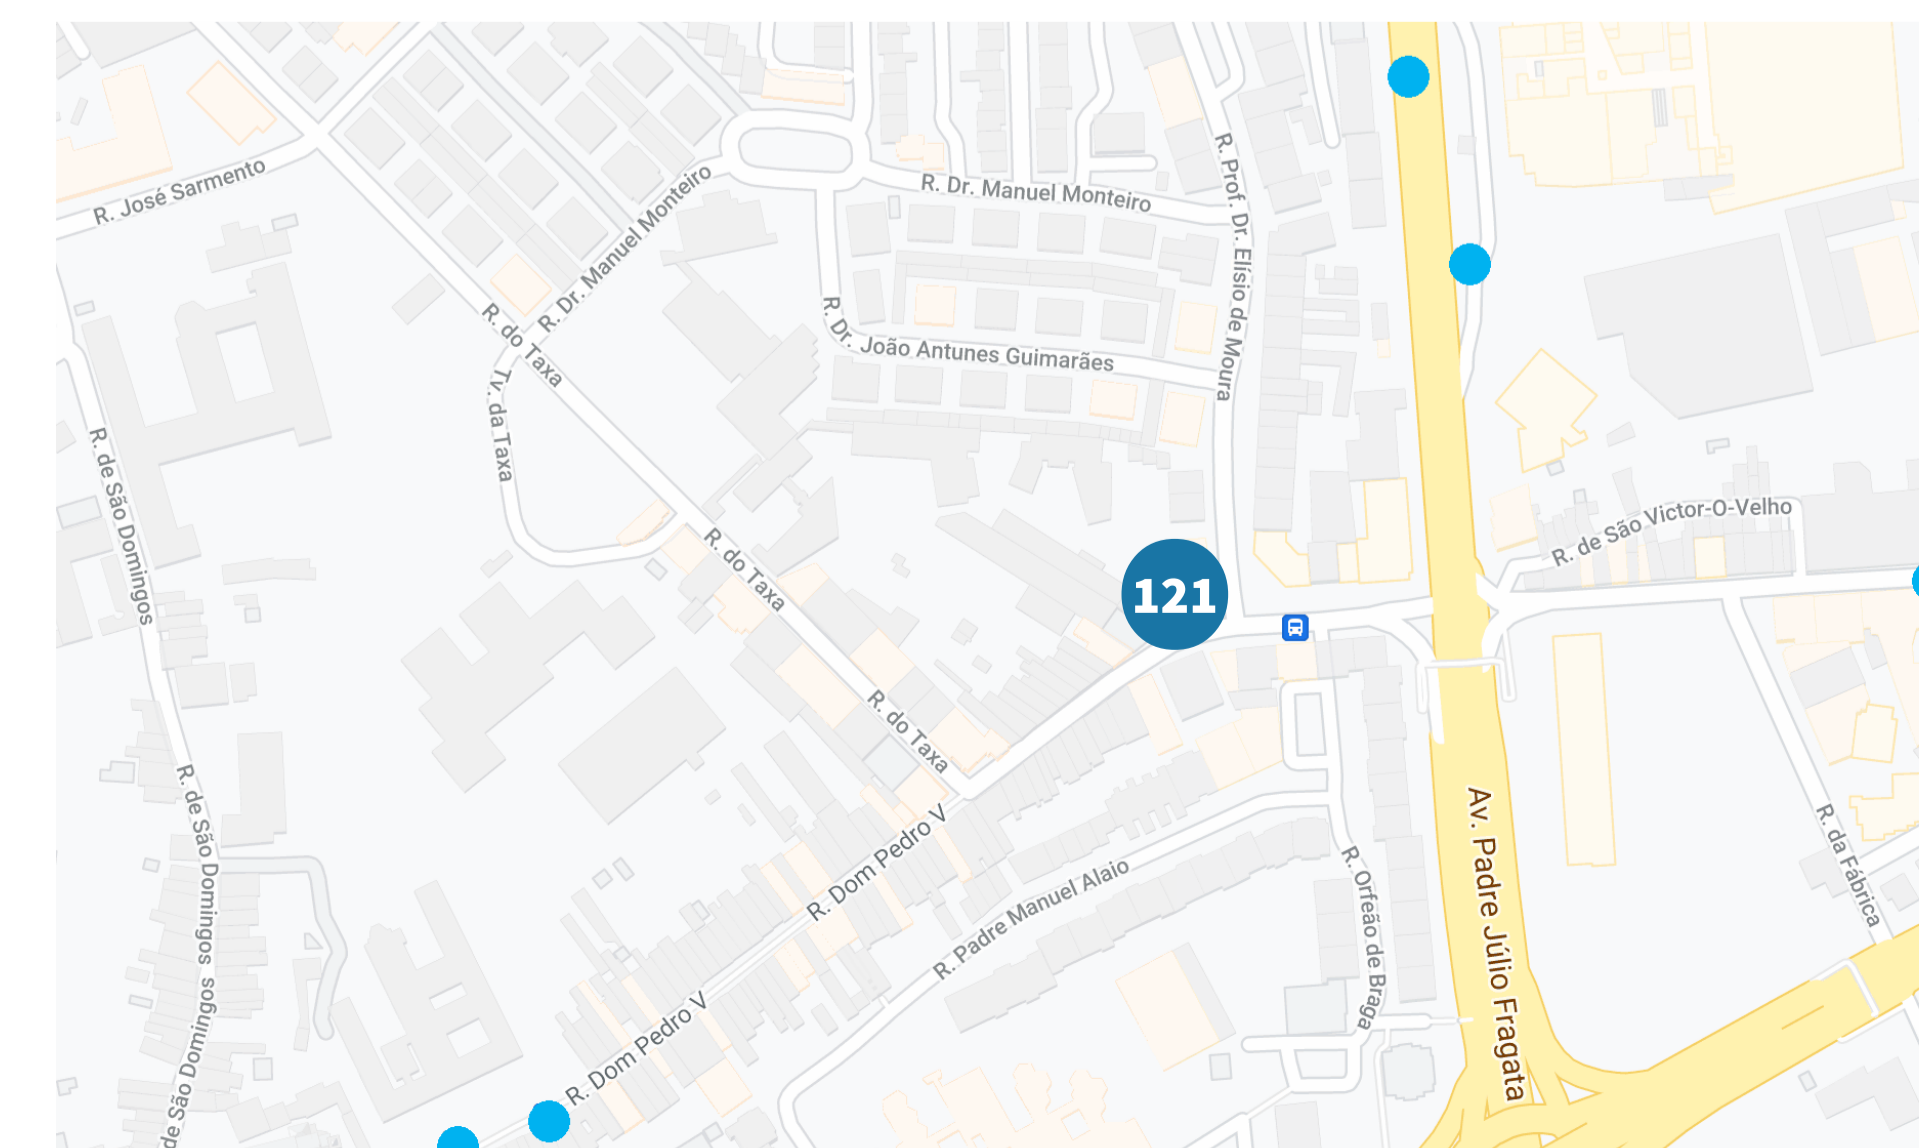 R. José Sarmento
R. Dr. Manuel Monteiro
R. Dr. Manuel Monteiro
R. Prof. Dr. Elísio de Moura
R. do Taxa
R. Dr. João Antunes Guimarães
Tv. da Taxa
R. de São Domingos
R. de São Victor-O-Velho
R. do Taxa
121
R. do Taxa
R. de São Domingos
R. Dom Pedro V
R. Padre Manuel Alaio
R. Orfeão de Braga
Av. Padre Júlio Fragata
R. da Fábrica
R. Dom Pedro V
de São Domingos